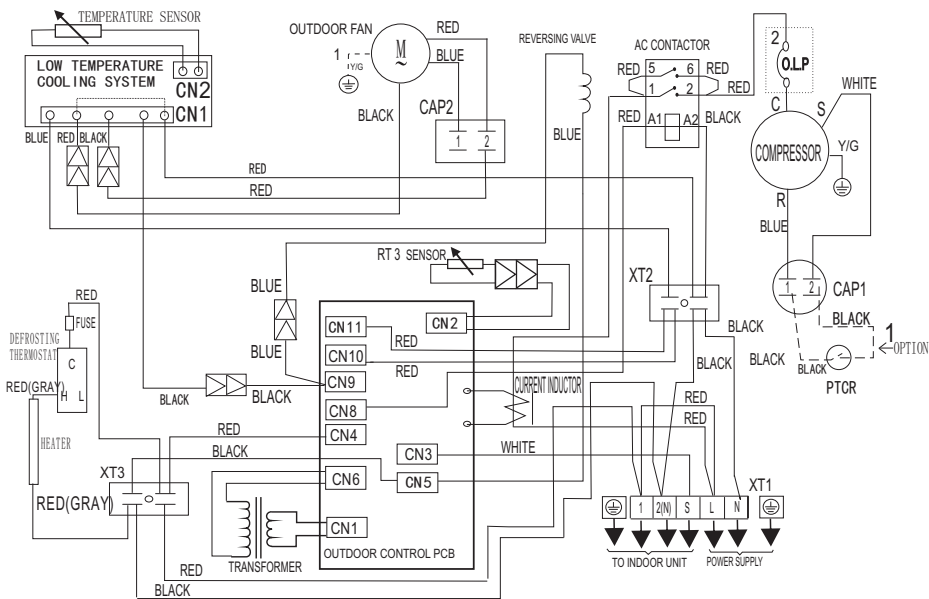 TEMPERATURE SENSOR
LOW TEMPERATURE
COOLING SYSTEM
CN2
CN1
BLUE
RED
BLACK
OUTDOOR FAN
1
Y/G
M
RED
BLUE
BLACK
CAP2
1
2
RED
RED
REVERSING VALVE
BLUE
AC CONTACTOR
RED
5
6
RED
1
2
RED
RED
A1
A2
BLACK
2
O.L.P
C
S
WHITE
COMPRESSOR
Y/G
R
BLUE
1
2
CAP1
BLACK
1
OPTION
BLACK
PTCR
RT3 SENSOR
XT2
BLACK
BLACK
BLACK
BLUE
BLUE
RED
FUSE
DEFROSTING
THERMOSTAT
C
RED(GRAY)
H
L
HEATER
BLACK
BLACK
CN11
CN2
RED
CN10
RED
CN9
CN8
CURRENT INDUCTOR
RED
CN4
RED
RED
BLACK
CN3
WHITE
XT3
CN6
CN5
RED(GRAY)
CN1
OUTDOOR CONTROL PCB
TRANSFORMER
RED
BLACK
XT1
1
2(N)
S
L
N
TO INDOOR UNIT
POWER SUPPLY